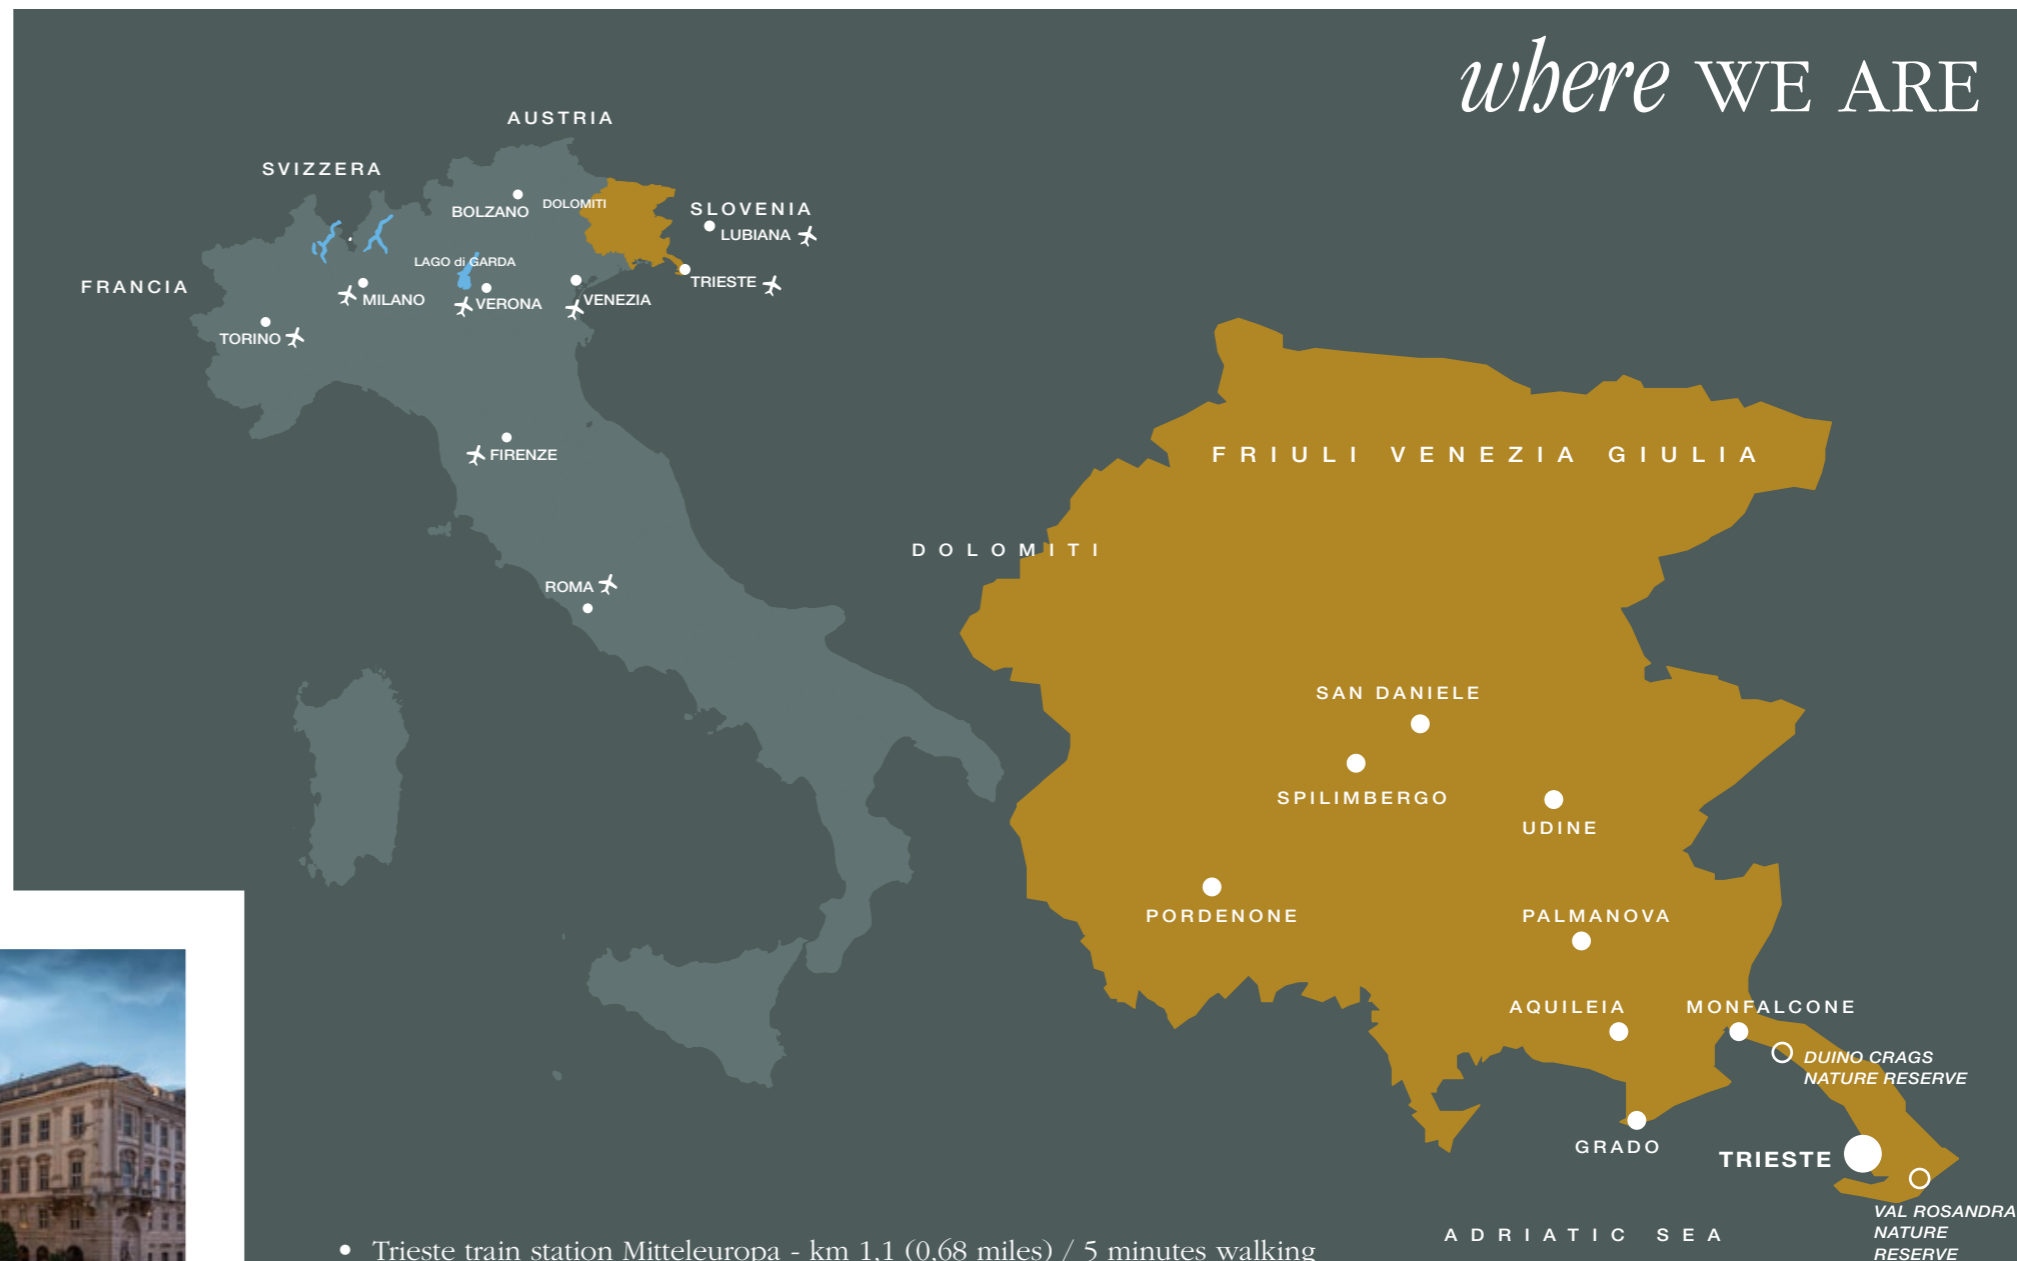 where WE ARE
AUSTRIA
SVIZZERA
BOLZANO
DOLOMITI
SLOVENIA
LUBIANA
LAGO di GARDA
FRANCIA
TRIESTE
MILANO
VERONA
VENEZIA
TORINO
FIRENZE
ROMA
FRIULI VENEZIA GIULIA
DOLOMITI
SAN DANIELE
SPILIMBERGO
UDINE
PORDENONE
PALMANOVA
AQUILEIA
MONFALCONE
DUINO CRAGS
NATURE RESERVE
GRADO
TRIESTE
VAL ROSANDRA
NATURE
RESERVE
ADRIATIC SEA
• Trieste train station Mitteleuropa - km 1,1 (0,68 miles) / 5 minutes walking